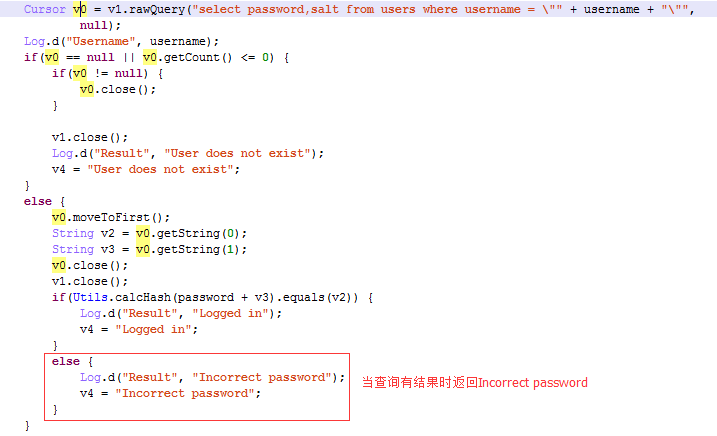 Cursor v0 = v1.rawQuery("select password,salt from users where username = \"" + username + "\"",
null);
Log.d("Username", username);
if(v0 == null || v0.getCount() <= 0) {
if(v0 != null) {
v0.close();
}
v1.close();
Log.d("Result", "User does not exist");
v4 = "User does not exist";
}
else {
v0.moveToFirst();
String v2 = v0.getString(0);
String v3 = v0.getString(1);
v0.close();
v1.close();
if(Utils.calcHash(password + v3).equals(v2)) {
Log.d("Result", "Logged in");
v4 = "Logged in";
}
else {
Log.d("Result", "Incorrect password");
v4 = "Incorrect password";
}
当查询有结果时返回Incorrect password
}